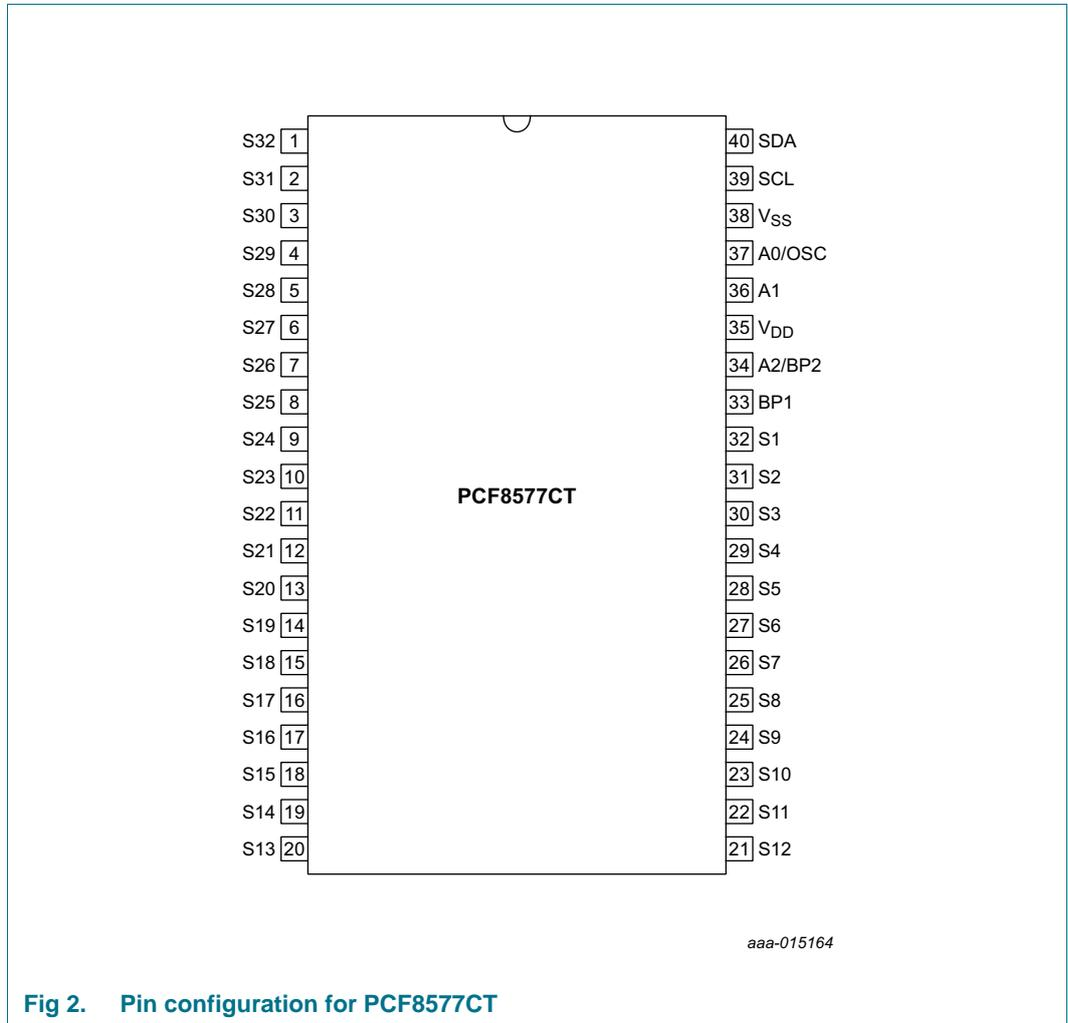 S32 1 40 SDA
S31 2 39 SCL
S30 3 38 VSS
S29 4 37 A0/OSC
S28 5 36 A1
S27 6 35 VDD
S26 7 34 A2/BP2
S25 8 33 BP1
S24 9 32 S1
S23 10 31 S2
PCF8577CT
S22 11 30 S3
S21 12 29 S4
S20 13 28 S5
S19 14 27 S6
S18 15 26 S7
S17 16 25 S8
S16 17 24 S9
S15 18 23 S10
S14 19 22 S11
S13 20 21 S12
aaa-015164
Fig 2. Pin configuration for PCF8577CT